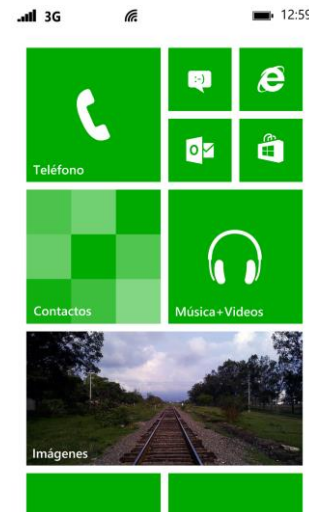 3G 12:59
:-)
Teléfono
Contactos
Música+Videos
Imágenes